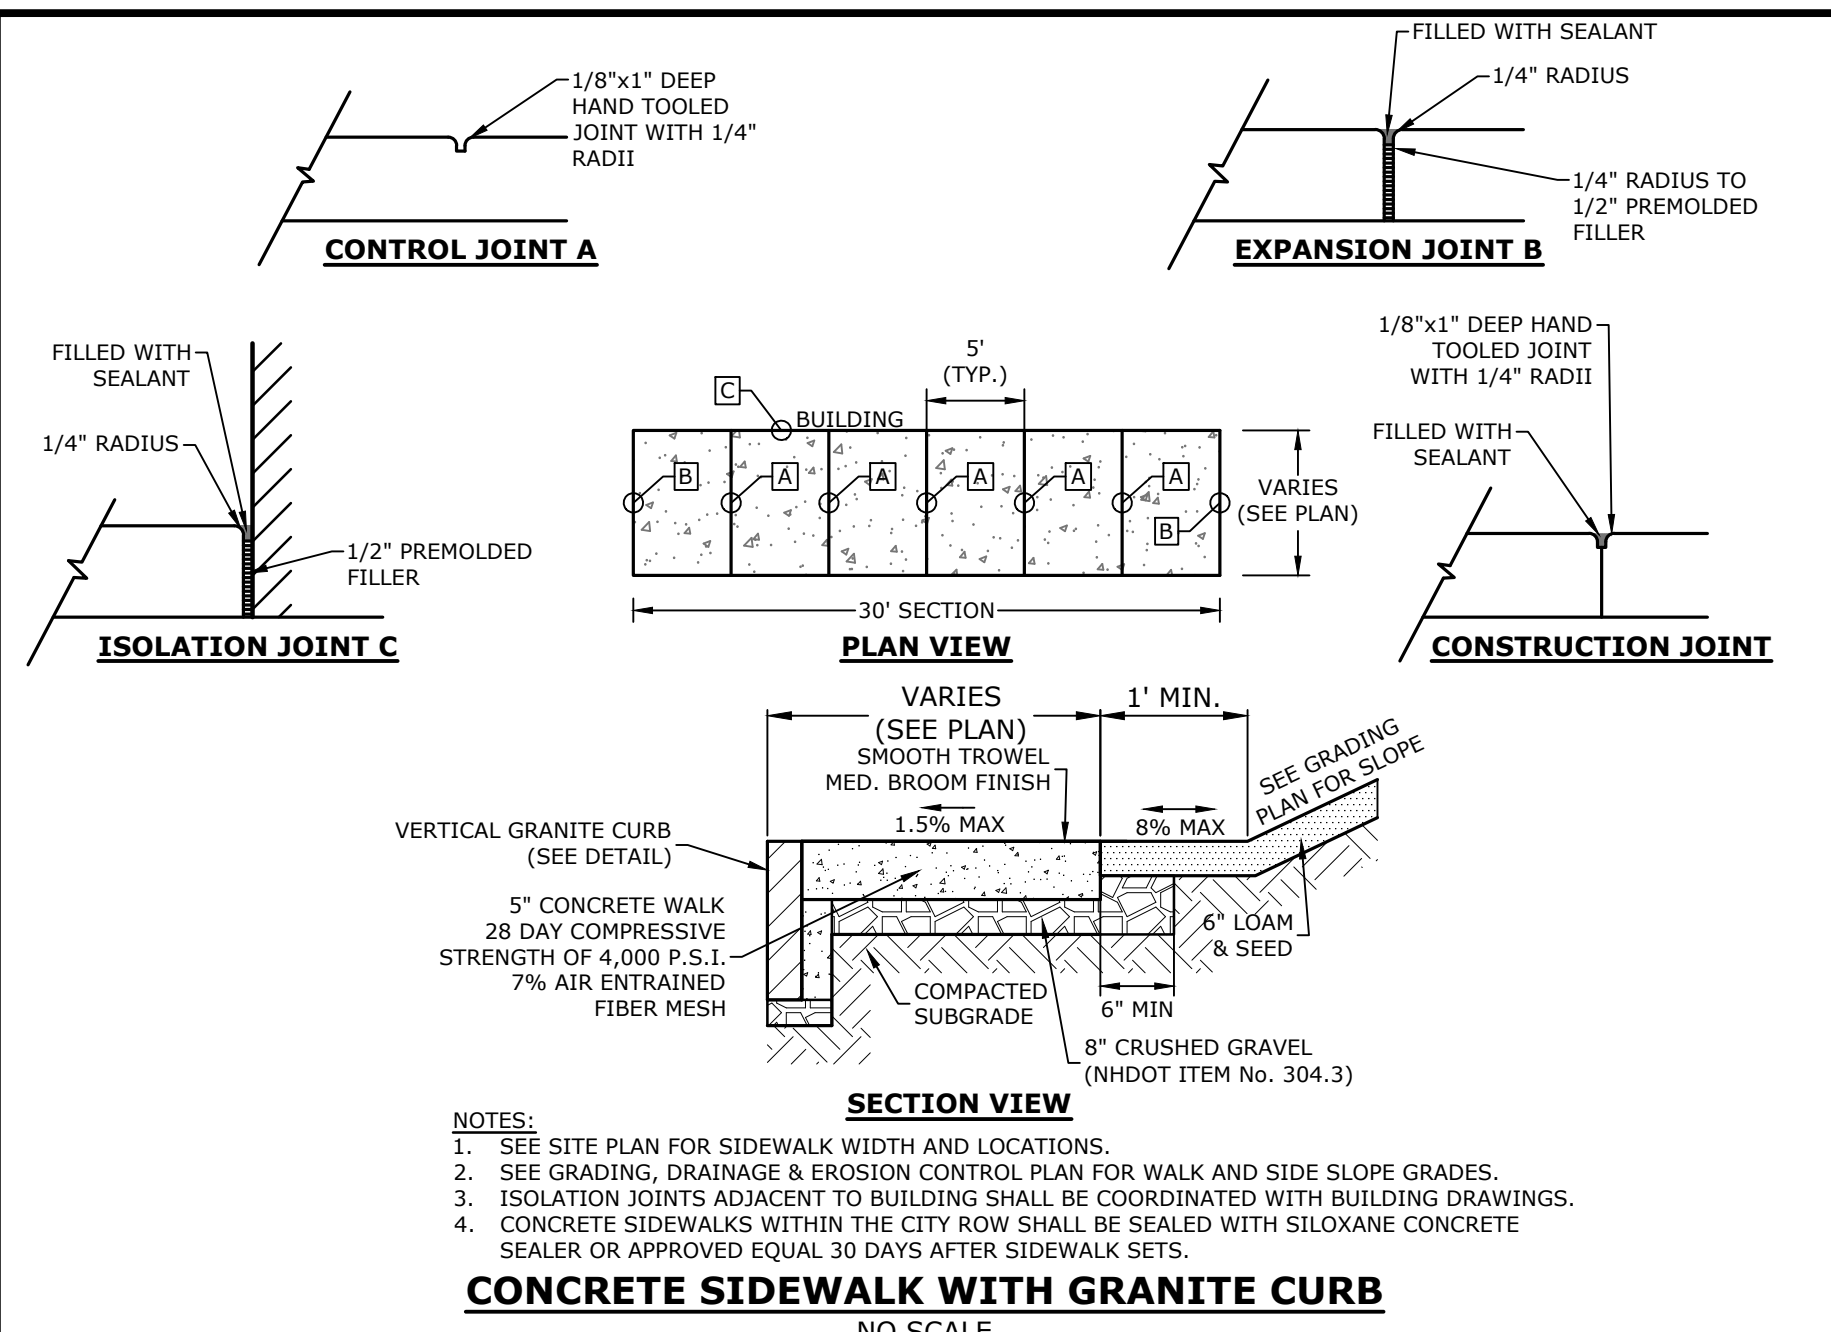 1/8"x1" DEEP
HAND TOOLED
JOINT WITH 1/4"
RADII
CONTROL JOINT A
FILLED WITH SEALANT
1/4" RADIUS
1/4" RADIUS TO
1/2" PREMOLDED
FILLER
EXPANSION JOINT B
FILLED WITH
SEALANT
1/4" RADIUS
1/2" PREMOLDED
FILLER
ISOLATION JOINT C
5'
(TYP.)
C
BUILDING
B
A
A
A
A
A
B
VARIES
(SEE PLAN)
30' SECTION
PLAN VIEW
1/8"x1" DEEP HAND
TOOLED JOINT
WITH 1/4" RADII
FILLED WITH
SEALANT
CONSTRUCTION JOINT
VARIES
(SEE PLAN)
1' MIN.
SMOOTH TROWEL
MED. BROOM FINISH
SEE GRADING
PLAN FOR SLOPE
1.5% MAX
8% MAX
VERTICAL GRANITE CURB
(SEE DETAIL)
5" CONCRETE WALK
28 DAY COMPRESSIVE
STRENGTH OF 4,000 P.S.I.
7% AIR ENTRAINED
FIBER MESH
6" LOAM
& SEED
COMPACTED
SUBGRADE
6" MIN
8" CRUSHED GRAVEL
(NHDOT ITEM No. 304.3)
SECTION VIEW
NOTES:
1. SEE SITE PLAN FOR SIDEWALK WIDTH AND LOCATIONS.
2. SEE GRADING, DRAINAGE & EROSION CONTROL PLAN FOR WALK AND SIDE SLOPE GRADES.
3. ISOLATION JOINTS ADJACENT TO BUILDING SHALL BE COORDINATED WITH BUILDING DRAWINGS.
4. CONCRETE SIDEWALKS WITHIN THE CITY ROW SHALL BE SEALED WITH SILOXANE CONCRETE
SEALER OR APPROVED EQUAL 30 DAYS AFTER SIDEWALK SETS.
CONCRETE SIDEWALK WITH GRANITE CURB
NO SCALE